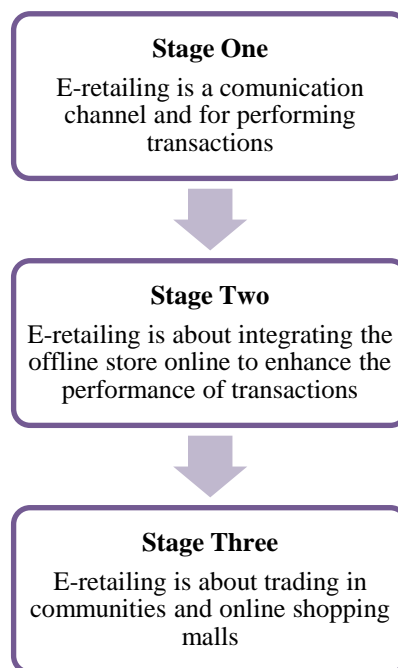 Stage One
E-retailing is a comunication
channel and for performing
transactions
Stage Two
E-retailing is about integrating the
offline store online to enhance the
performance of transactions
Stage Three
E-retailing is about trading in
communities and online shopping
malls